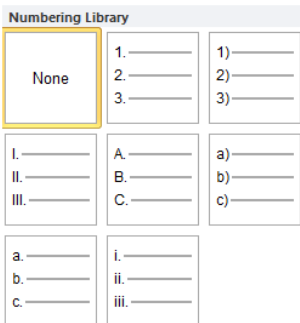 Numbering Library
None
1.
2.
3.
1)
2)
3)
I.
II.
III.
A.
B.
C.
a)
b)
c)
a.
b.
c.
i.
ii.
iii.